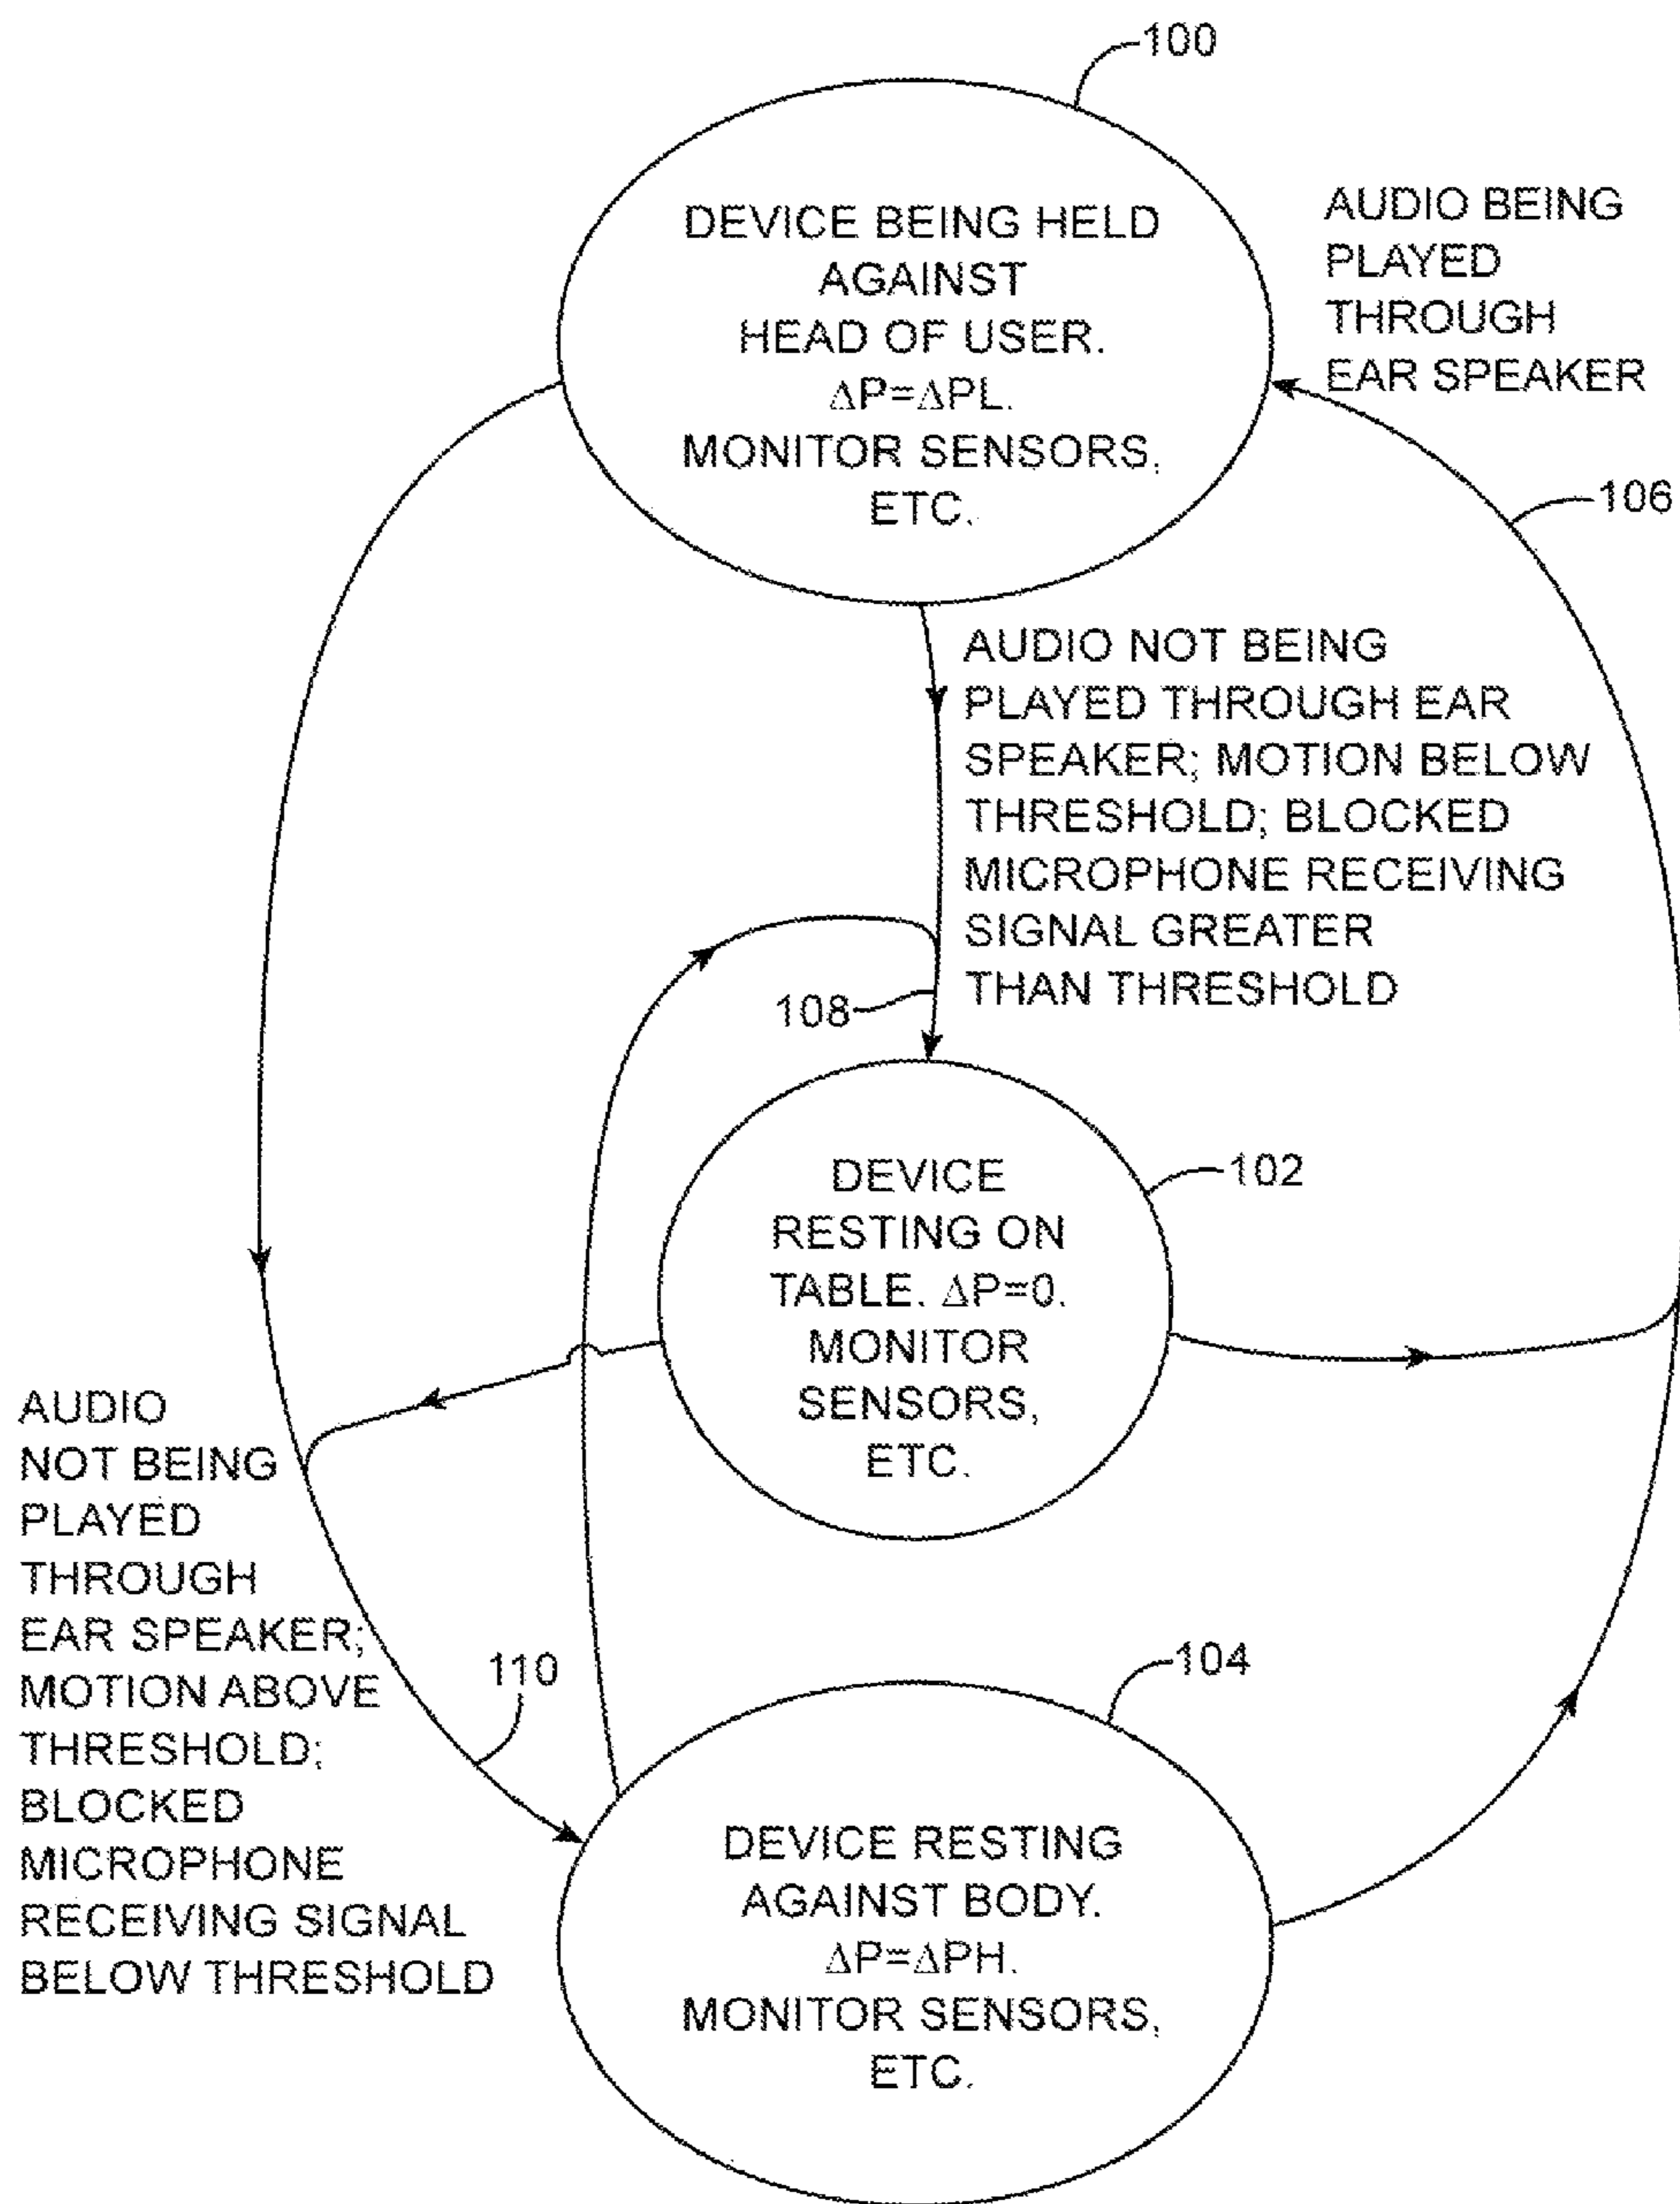 100
DEVICE BEING HELD
AGAINST
HEAD OF USER.
ΔP=ΔPL.
MONITOR SENSORS,
ETC.
AUDIO BEING
PLAYED
THROUGH
EAR SPEAKER
106
AUDIO NOT BEING
PLAYED THROUGH EAR
SPEAKER; MOTION BELOW
THRESHOLD; BLOCKED
MICROPHONE RECEIVING
SIGNAL GREATER
THAN THRESHOLD
108
102
DEVICE
RESTING ON
TABLE. ΔP=0.
MONITOR
SENSORS,
ETC.
AUDIO
NOT BEING
PLAYED
THROUGH
EAR SPEAKER;
MOTION ABOVE
THRESHOLD;
BLOCKED
MICROPHONE
RECEIVING SIGNAL
BELOW THRESHOLD
110
104
DEVICE RESTING
AGAINST BODY.
ΔP=ΔPH.
MONITOR SENSORS,
ETC.